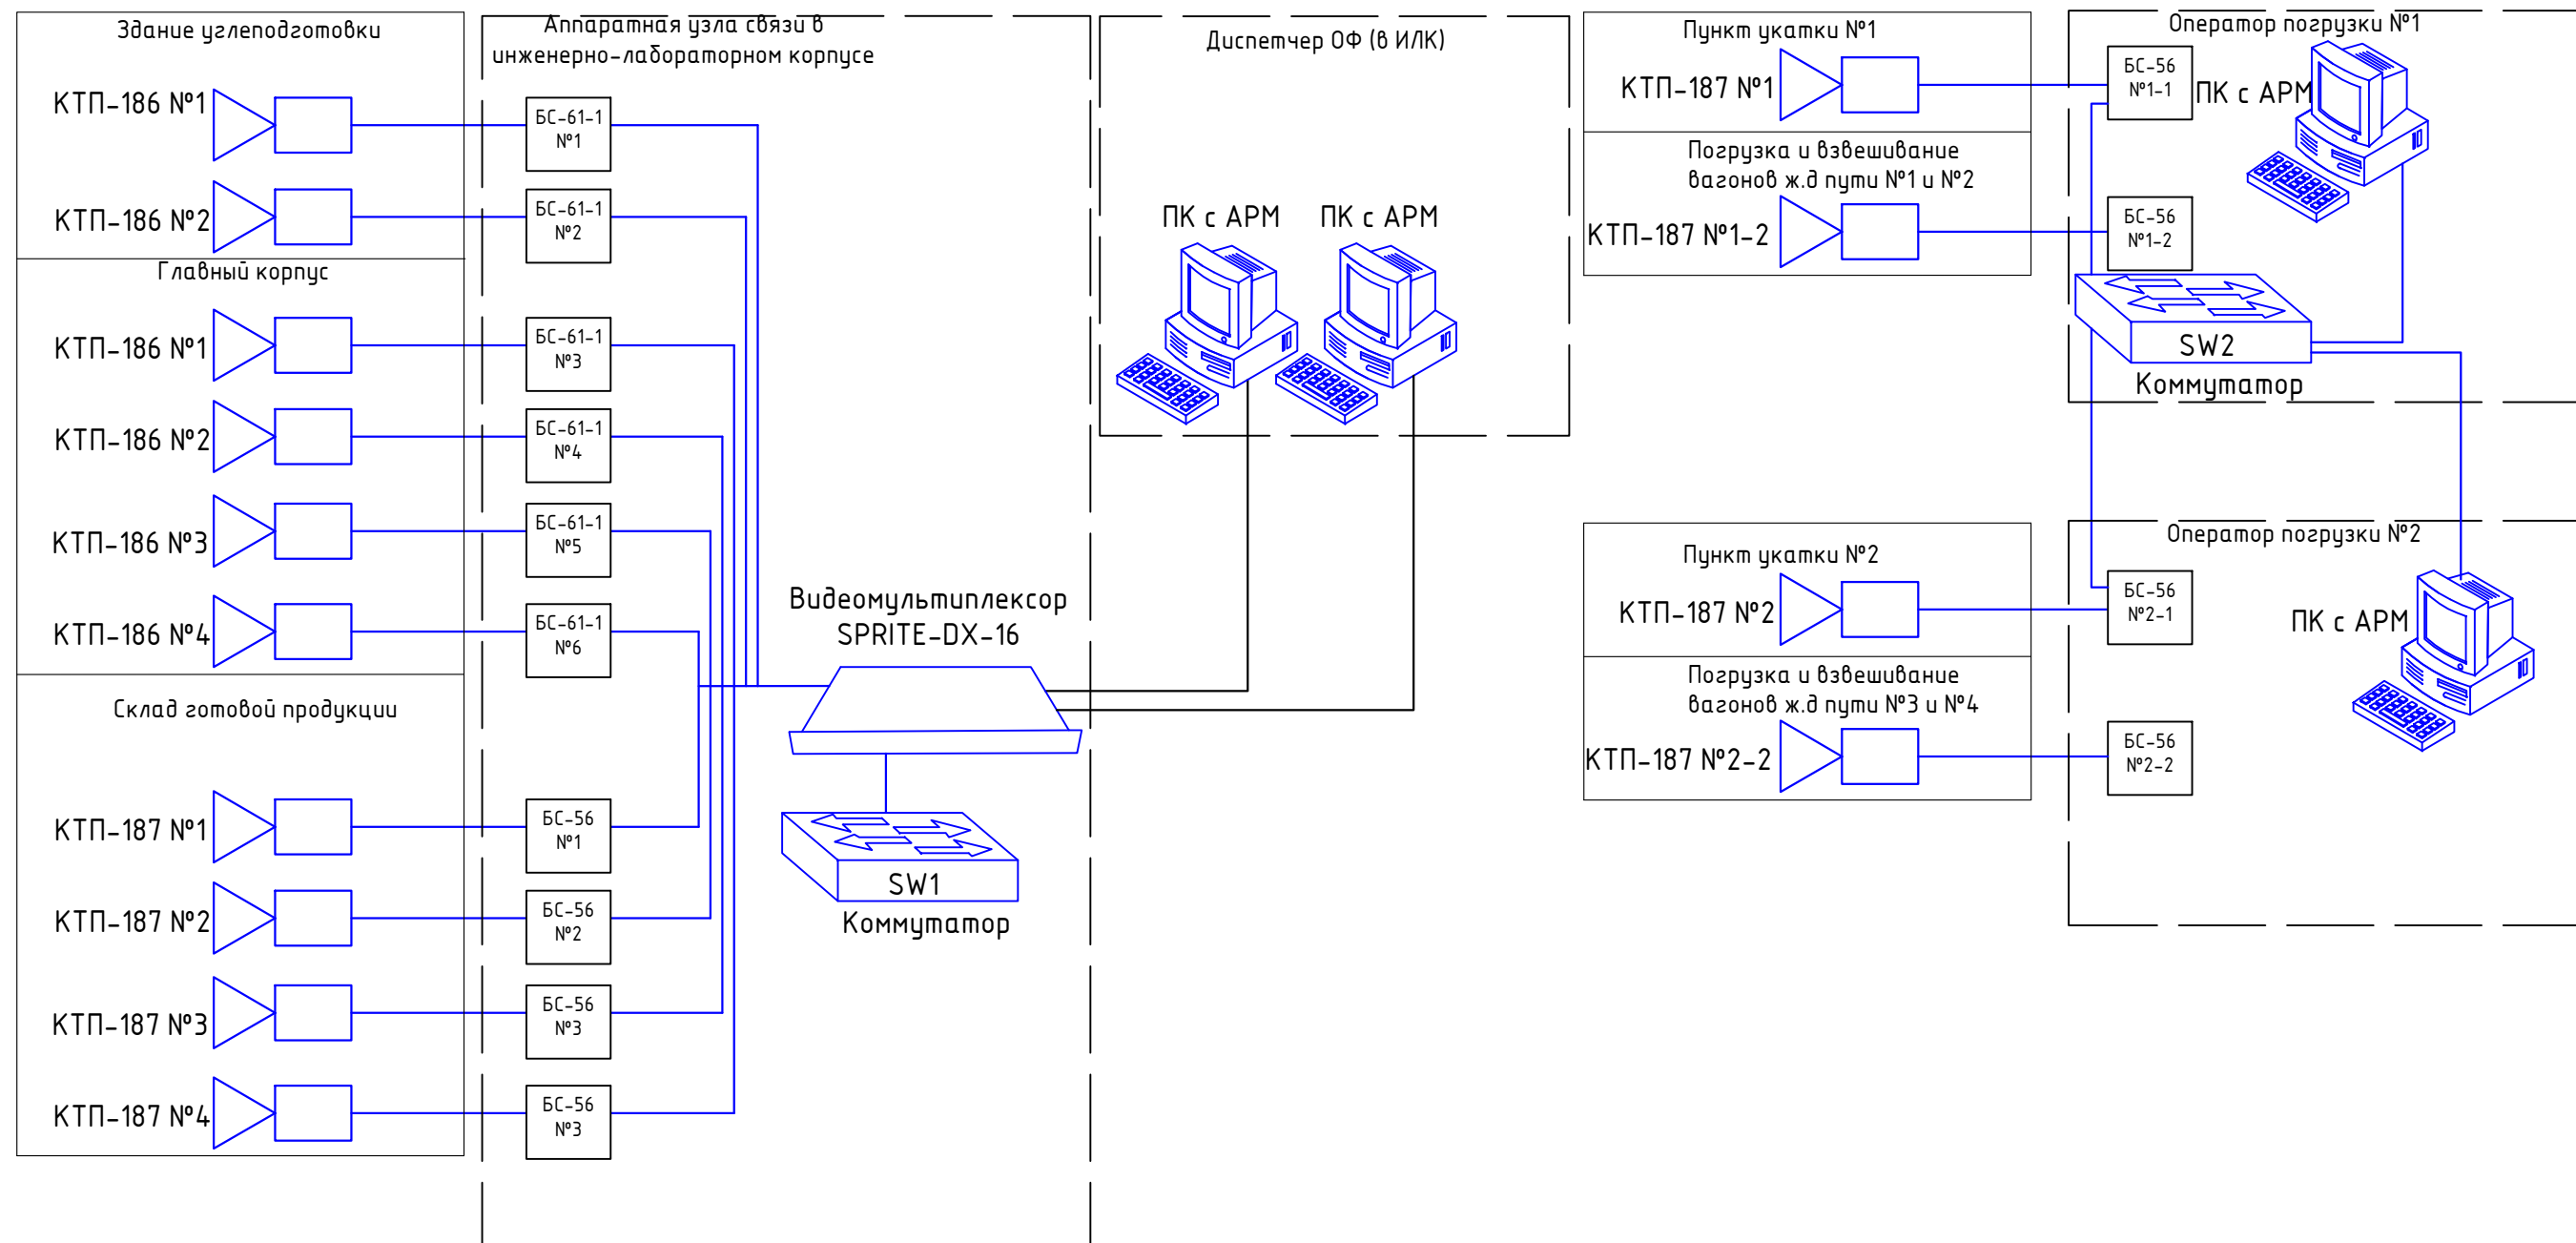 Здание углеподготовки
КТП-186 №1
КТП-186 №2
Главный корпус
КТП-186 №1
КТП-186 №2
КТП-186 №3
КТП-186 №4
Склад готовой продукции
КТП-187 №1
КТП-187 №2
КТП-187 №3
КТП-187 №4
Аппаратная узла связи в
инженерно-лабораторном корпусе
БС-61-1
№1
БС-61-1
№2
БС-61-1
№3
БС-61-1
№4
БС-61-1
№5
БС-61-1
№6
БС-56
№1
БС-56
№2
БС-56
№3
БС-56
№3
Видеомультиплексор
SPRITE-DX-16
SW1
Коммутатор
Диспетчер ОФ (в ИЛК)
ПК с АРМ
ПК с АРМ
Пункт укатки №1
КТП-187 №1
Погрузка и взвешивание
вагонов ж.д пути №1 и №2
КТП-187 №1-2
Оператор погрузки №1
БС-56
№1-1
ПК с АРМ
БС-56
№1-2
SW2
Коммутатор
Пункт укатки №2
КТП-187 №2
Погрузка и взвешивание
вагонов ж.д пути №3 и №4
КТП-187 №2-2
Оператор погрузки №2
БС-56
№2-1
ПК с АРМ
БС-56
№2-2